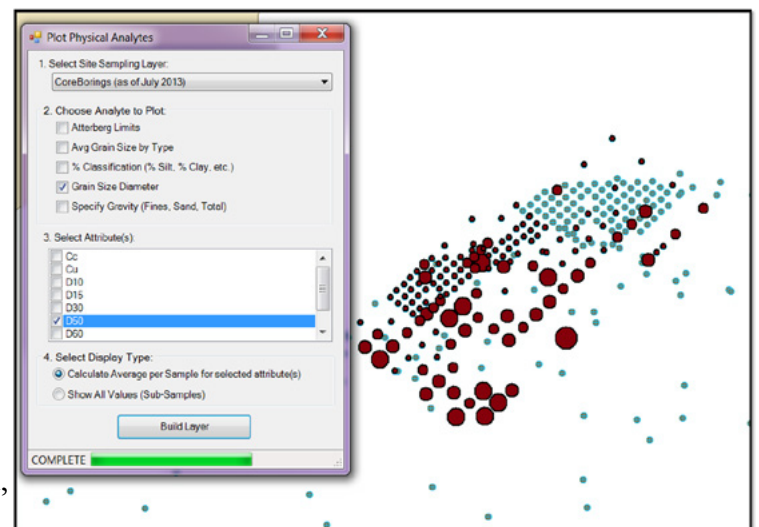 Plot Physical Analytes
1. Select Site Sampling Layer:
CoreBorings (as of July 2013)
2. Choose Analyte to Plot:
Atterberg Limits
Avg Grain Size by Type
% Classification (% Silt, % Clay, etc.)
Grain Size Diameter
Specify Gravity (Fines, Sand, Total)
3. Select Attribute(s):
Cc
Cu
D10
D15
D30
D50
D60
4. Select Display Type:
Calculate Average per Sample for selected attribute(s)
Show All Values (Sub-Samples)
Build Layer
COMPLETE
,